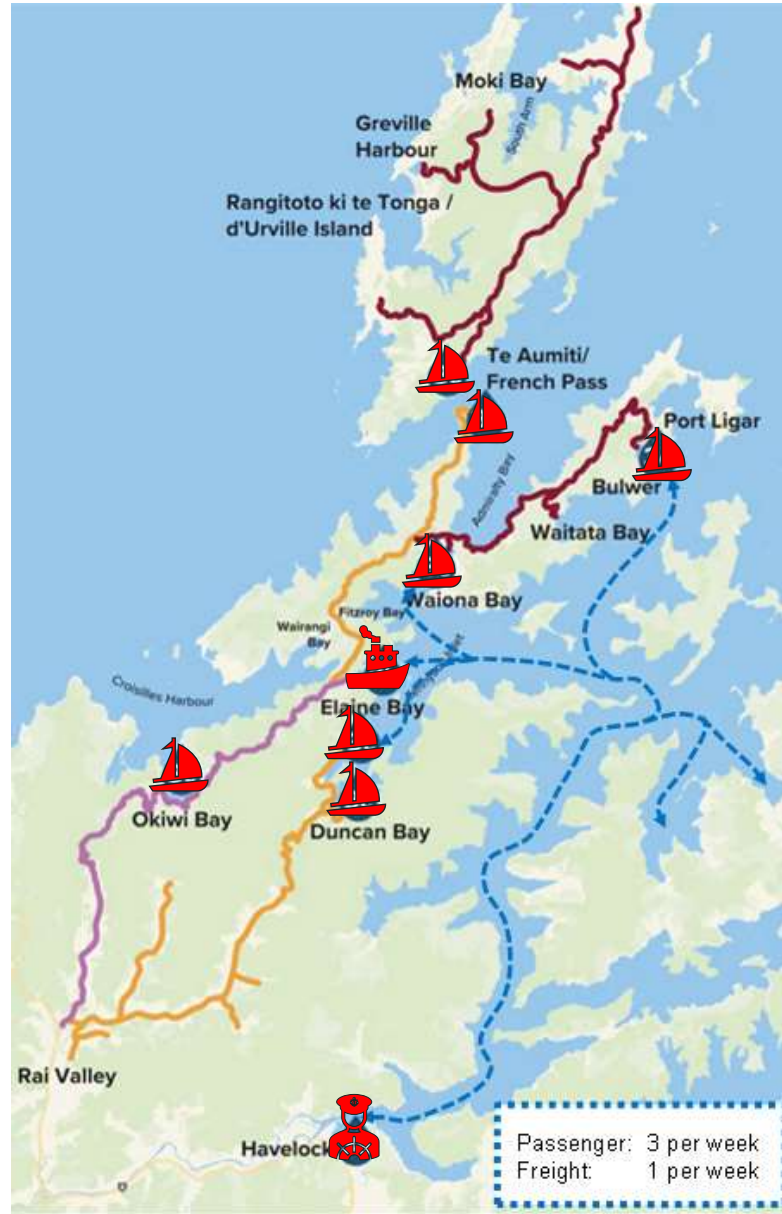 Moki Bay
South Arm
Greville
Harbour
Rangitoto ki te Tonga /
d'Urville Island
Te Aumiti/
French Pass
Port Ligar
Admiralty Bay
Bulwer
Waitata Bay
Waiona Bay
Fitzroy Bay
Wairangi
Bay
Croisilles Harbour
Elaine Bay
Okiwi Bay
Duncan Bay
Rai Valley
Havelock
Passenger: 3 per week
Freight: 1 per week